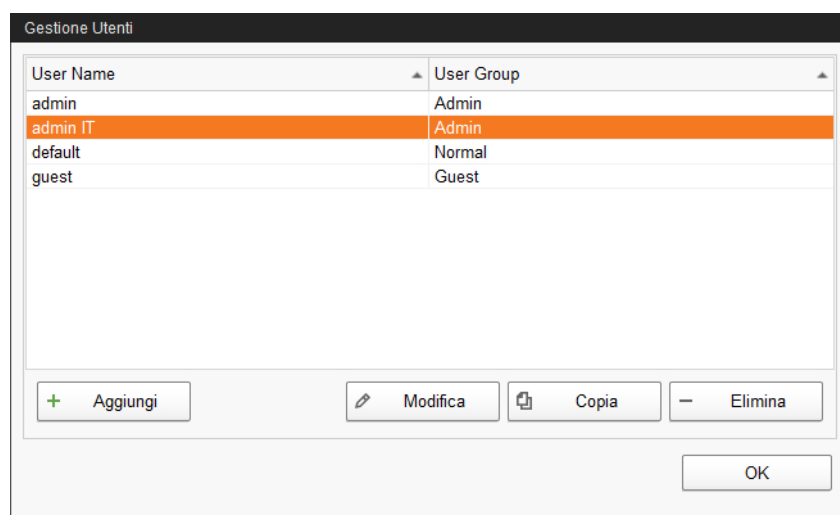 Gestione Utenti
User Name User Group
admin Admin
admin IT Admin
default Normal
guest Guest
Aggiungi Modifica Copia Elimina
OK